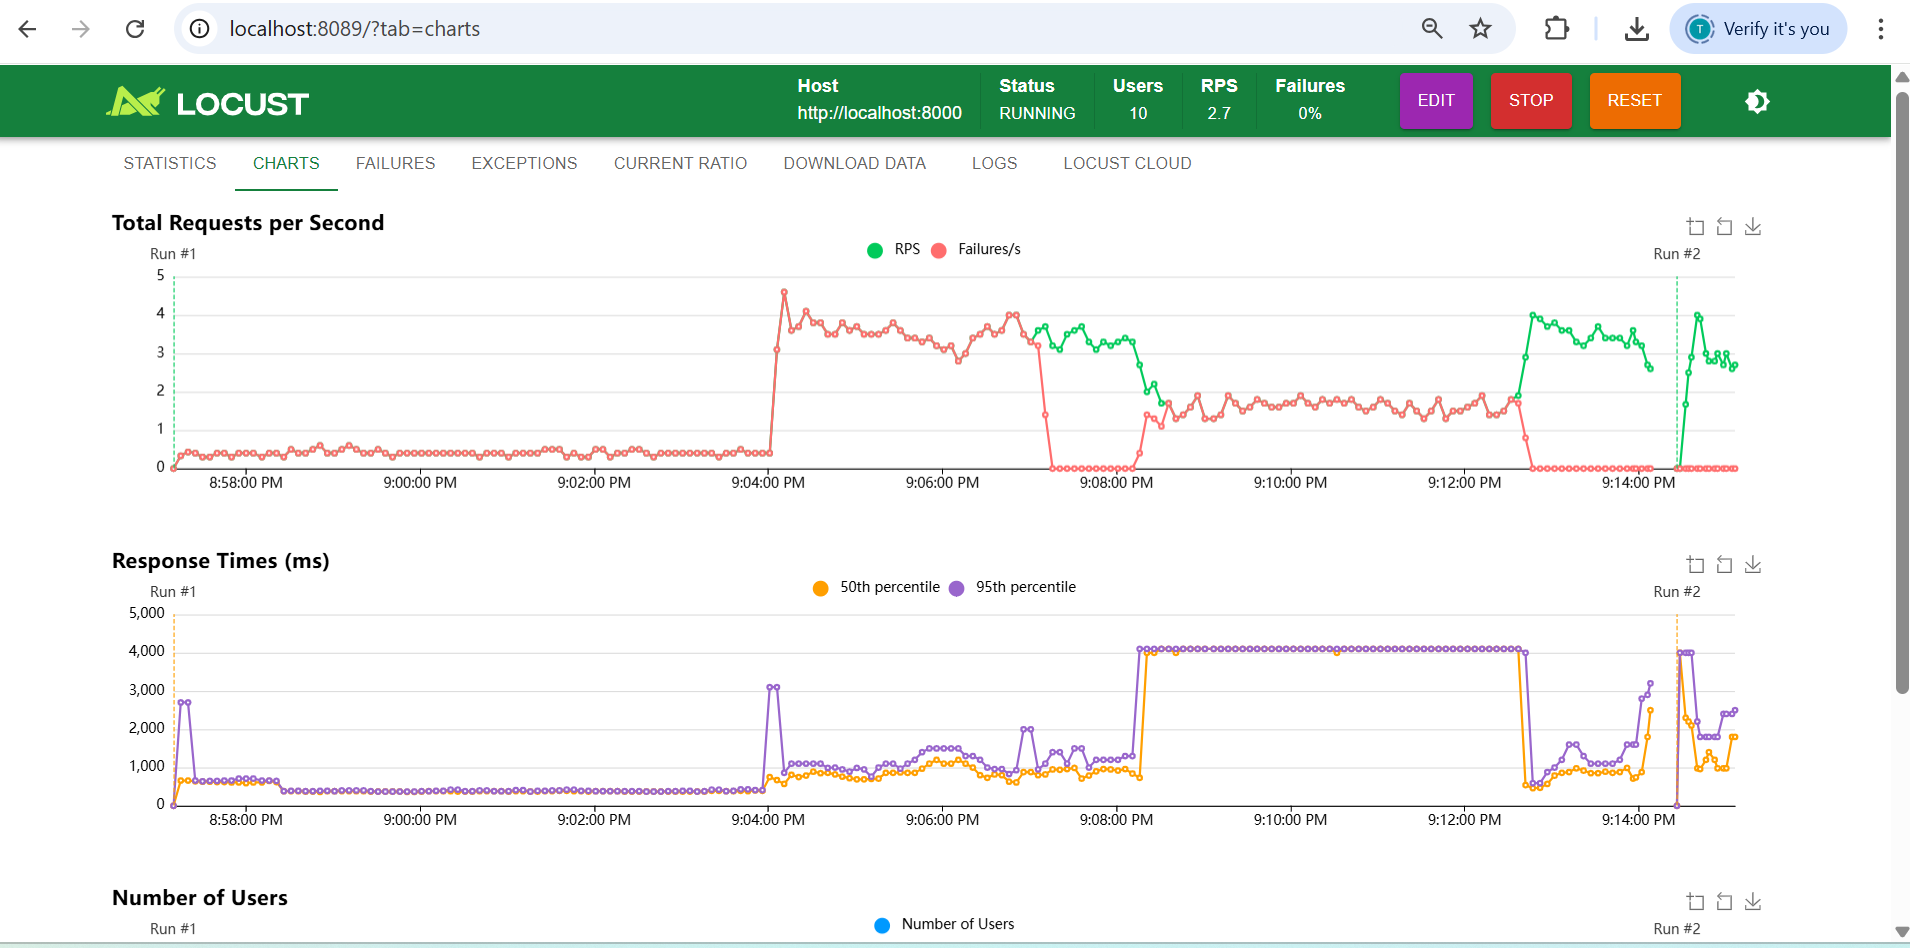 localhost:8089/?tab=charts
Verify it's you
T
LOCUST
Host
http://localhost:8000
Status
RUNNING
Users
10
RPS
2.7
Failures
0%
EDIT
STOP
RESET
STATISTICS CHARTS FAILURES EXCEPTIONS CURRENT RATIO DOWNLOAD DATA LOGS LOCUST CLOUD
Total Requests per Second
Run #1
RPS Failures/s
Run #2
5
4
3
2
1
0
8:58:00 PM 9:00:00 PM 9:02:00 PM 9:04:00 PM 9:06:00 PM 9:08:00 PM 9:10:00 PM 9:12:00 PM 9:14:00 PM
Response Times (ms)
Run #1
50th percentile 95th percentile
Run #2
5,000
4,000
3,000
2,000
1,000
0
8:58:00 PM 9:00:00 PM 9:02:00 PM 9:04:00 PM 9:06:00 PM 9:08:00 PM 9:10:00 PM 9:12:00 PM 9:14:00 PM
Number of Users
Run #1
Number of Users
Run #2